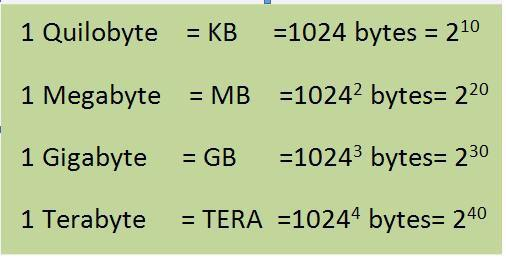 1 Quilobyte = KB =1024 bytes = 2¹⁰
1 Megabyte = MB =1024² bytes= 2²⁰
1 Gigabyte = GB =1024³ bytes= 2³⁰
1 Terabyte = TERA =1024⁴ bytes= 2⁴⁰